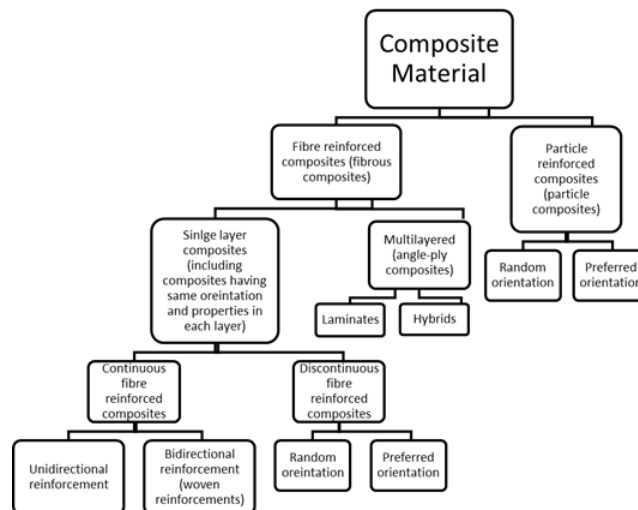 Composite
Material
Fibre reinforced
composites (fibrous
composites)
Particle
reinforced
composites
(particle
composites)
Sinlge layer
composites
(including
composites having
same oreintation
and properties in
each layer)
Multilayered
(angle-ply
composites)
Random
orientation
Preferred
orientation
Laminates
Hybrids
Continuous
fibre
reinforced
composites
Discontinuous
fibre
reinforced
composites
Unidirectional
reinforcement
Bidirectional
reinforcement
(woven
reinforcements)
Random
oreintation
Preferred
orientation